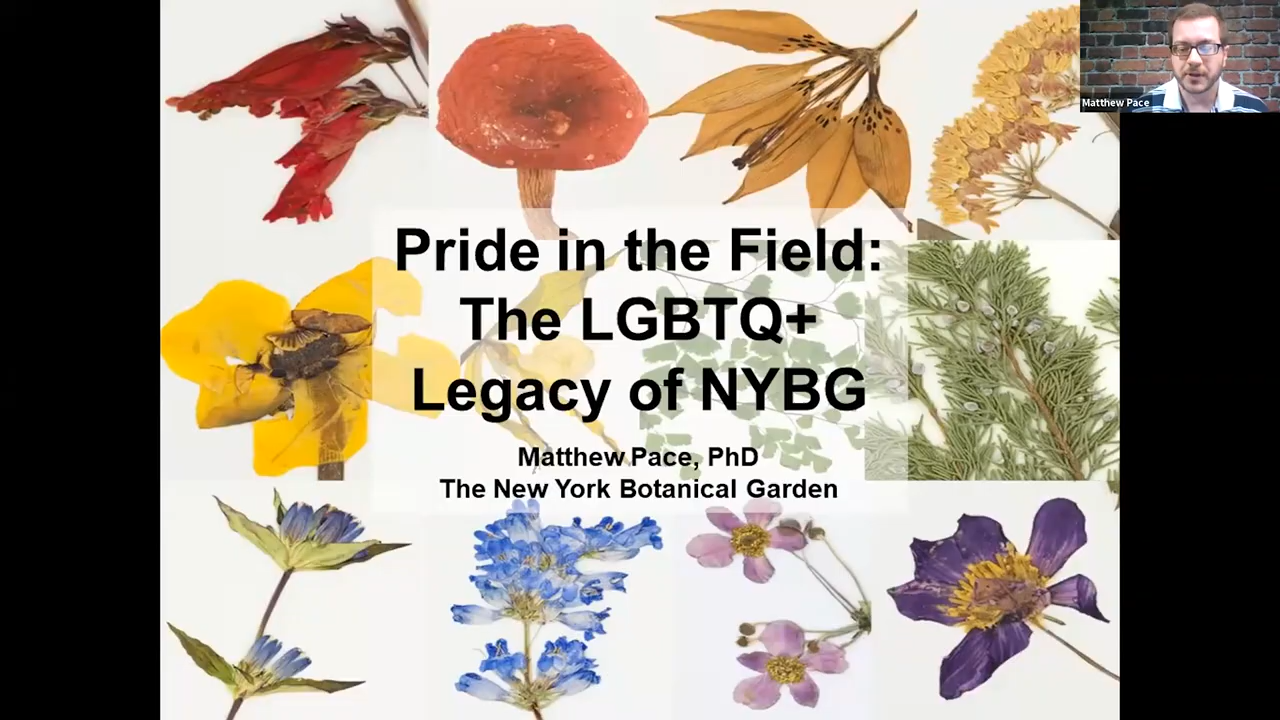 Matthew Pace
Pride in the Field:
The LGBTQ+
Legacy of NYBG
Matthew Pace, PhD
The New York Botanical Garden